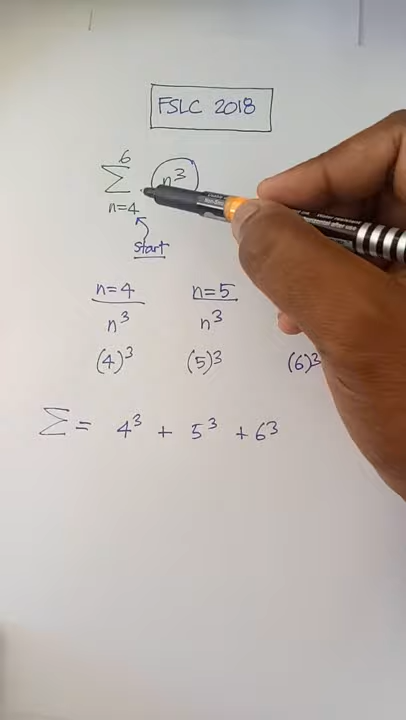 FSLC 2018
6
Σ n³
n=4
start
n=4 n=5
n³ n³
(4)³ (5)³ (6)³
Σ = 4³ + 5³ + 6³